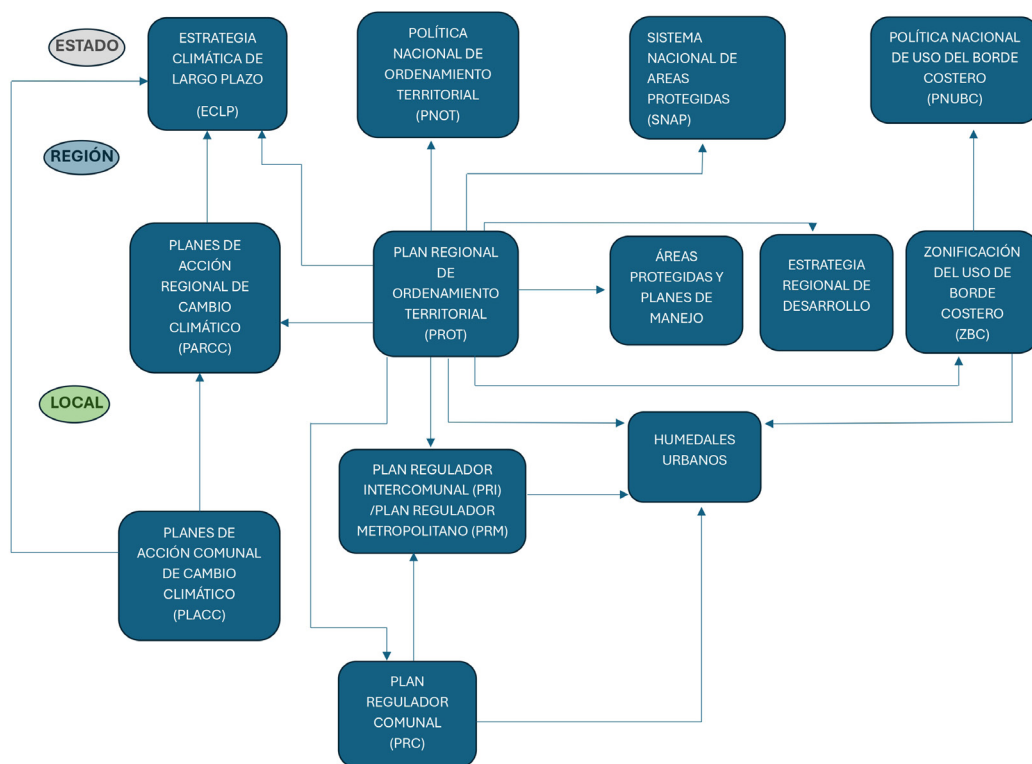 ESTADO
ESTRATEGIA
CLIMÁTICA DE
LARGO PLAZO
(ECLP)
POLÍTICA
NACIONAL DE
ORDENAMIENTO
TERRITORIAL
(PNOT)
SISTEMA
NACIONAL DE
AREAS
PROTEGIDAS
(SNAP)
POLÍTICA NACIONAL
DE USO DEL BORDE
COSTERO (PNUBC)
REGIÓN
PLANES DE
ACCIÓN
REGIONAL DE
CAMBIO
CLIMÁTICO
(PARCC)
PLAN REGIONAL
DE
ORDENAMIENTO
TERRITORIAL
(PROT)
ÁREAS
PROTEGIDAS Y
PLANES DE
MANEJO
ESTRATEGIA
REGIONAL DE
DESARROLLO
ZONIFICACIÓN
DEL USO DE
BORDE
COSTERO
(ZBC)
LOCAL
HUMEDALES
URBANOS
PLAN REGULADOR
INTERCOMUNAL (PRI)
/PLAN REGULADOR
METROPOLITANO (PRM)
PLANES DE
ACCIÓN COMUNAL
DE CAMBIO
CLIMÁTICO
(PLACC)
PLAN
REGULADOR
COMUNAL
(PRC)